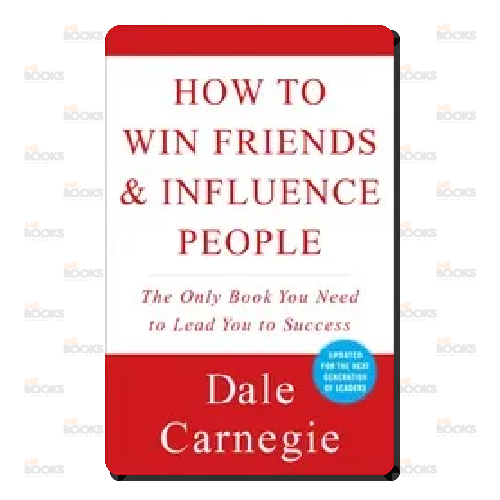 HOW TO
WIN FRIENDS
& INFLUENCE
PEOPLE
The Only Book You Need
to Lead You to Success
UPDATED
FOR THE NEXT
GENERATION
OF LEADERS
Dale
Carnegie